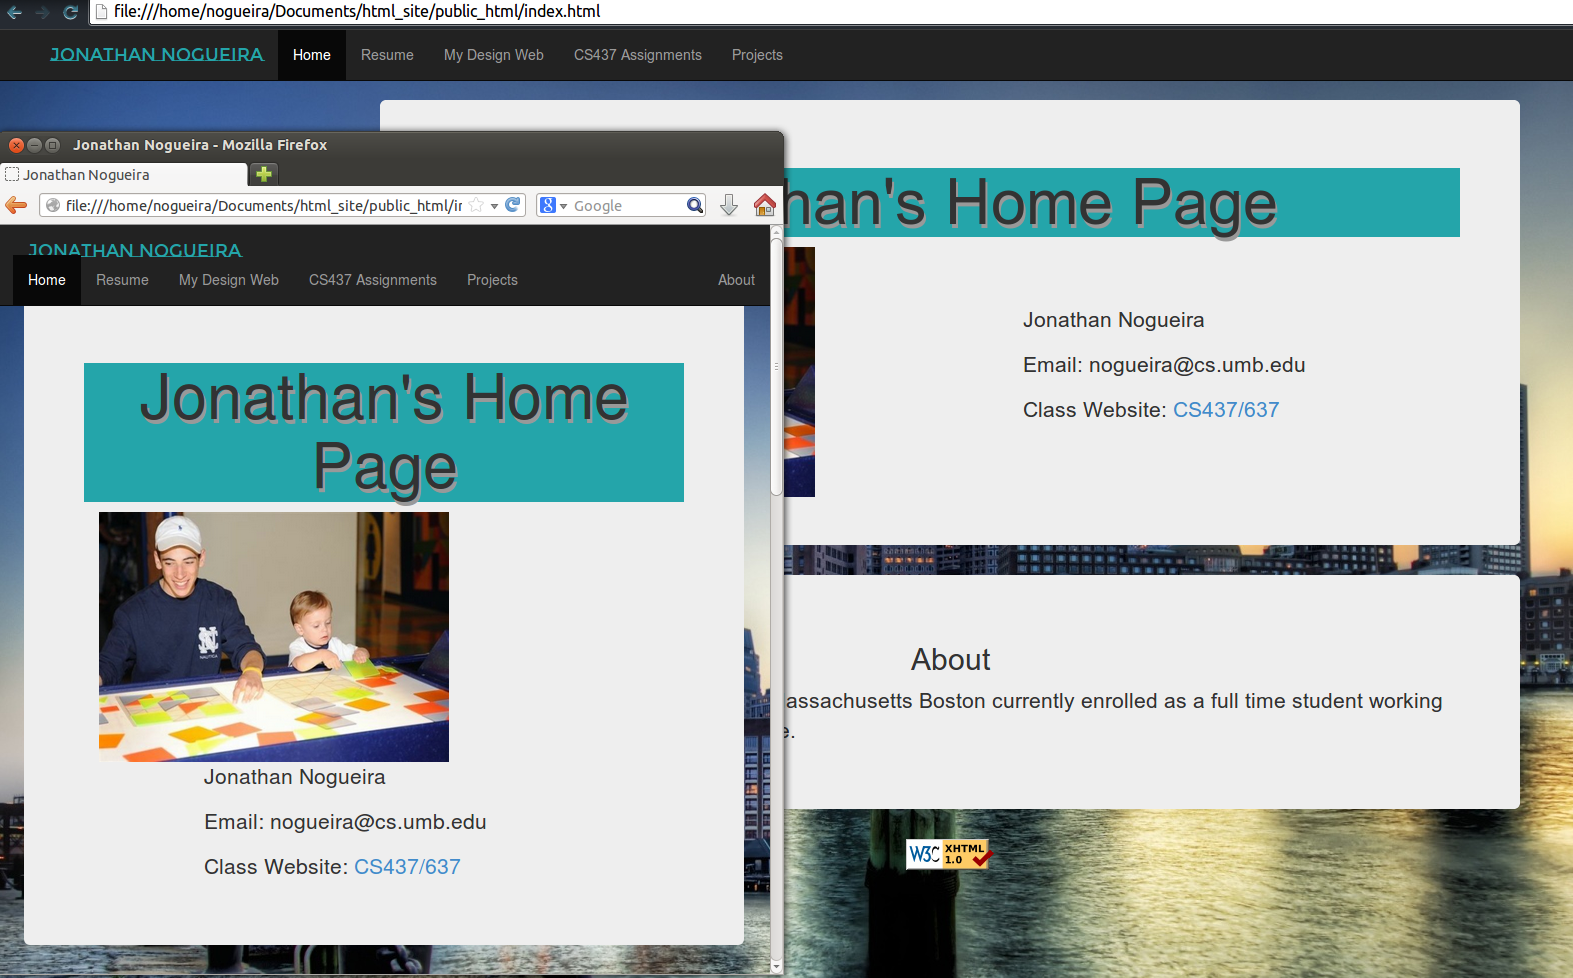 file:///home/nogueira/Documents/html_site/public_html/index.html
JONATHAN NOGUEIRA Home Resume My Design Web CS437 Assignments Projects
Jonathan Nogueira - Mozilla Firefox
Jonathan Nogueira
file:///home/nogueira/Documents/html_site/public_html/ir
8 Google
JONATHAN NOGUEIRA
Home Resume My Design Web CS437 Assignments Projects About
Jonathan's Home
Page
NAUTICA
Jonathan Nogueira
Email: nogueira@cs.umb.edu
Class Website: CS437/637
han's Home Page
Jonathan Nogueira
Email: nogueira@cs.umb.edu
Class Website: CS437/637
About
assachusetts Boston currently enrolled as a full time student working
e.
W3C XHTML
1.0